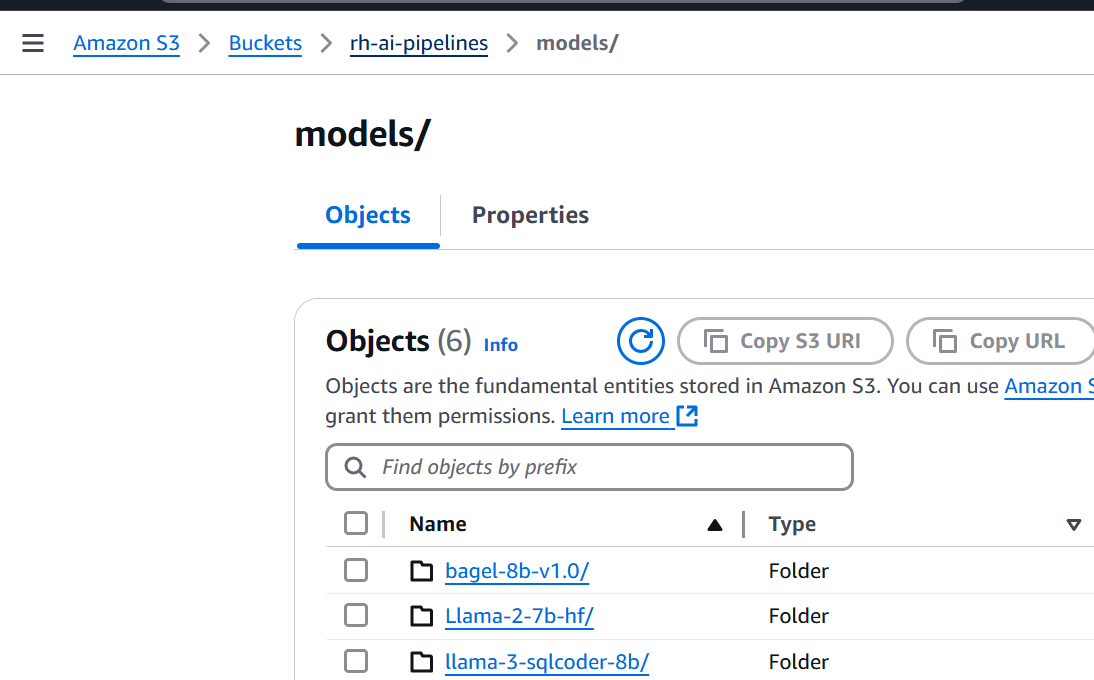 Amazon S3 > Buckets > rh-ai-pipelines > models/
models/
Objects Properties
Objects (6) Info Copy S3 URI Copy URL
Objects are the fundamental entities stored in Amazon S3. You can use Amazon
grant them permissions. Learn more
Find objects by prefix
Name Type
bagel-8b-v1.0/ Folder
Llama-2-7b-hf/ Folder
llama-3-sqlcoder-8b/ Folder